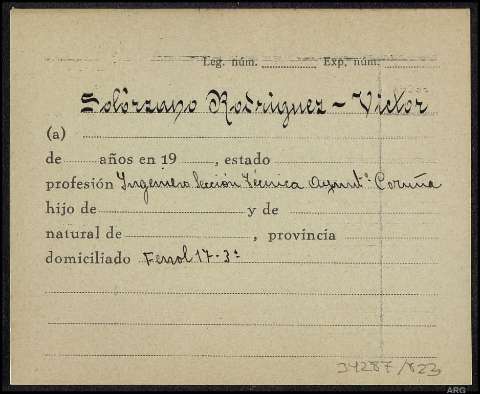 Leg. núm. Exp. núm.
Solórzano Rodríguez - Victor
(a)
de años en 19 , estado
profesión Ingeniero Sección Técnica Ayuntº Coruña
hijo de y de
natural de , provincia
domiciliado Ferrol 17-3º
34287/823
ARG